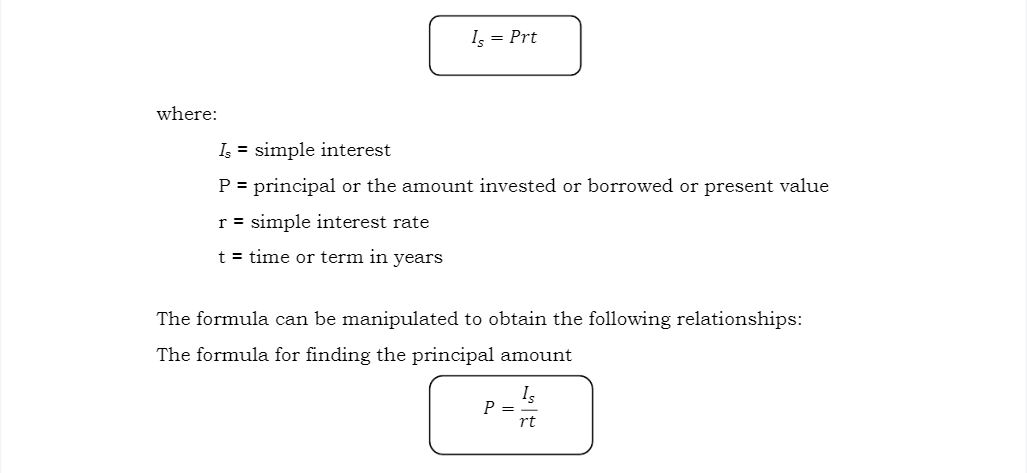 I_s = Prt
where:
I_s = simple interest
P = principal or the amount invested or borrowed or present value
r = simple interest rate
t = time or term in years
The formula can be manipulated to obtain the following relationships:
The formula for finding the principal amount
P = I_s / rt